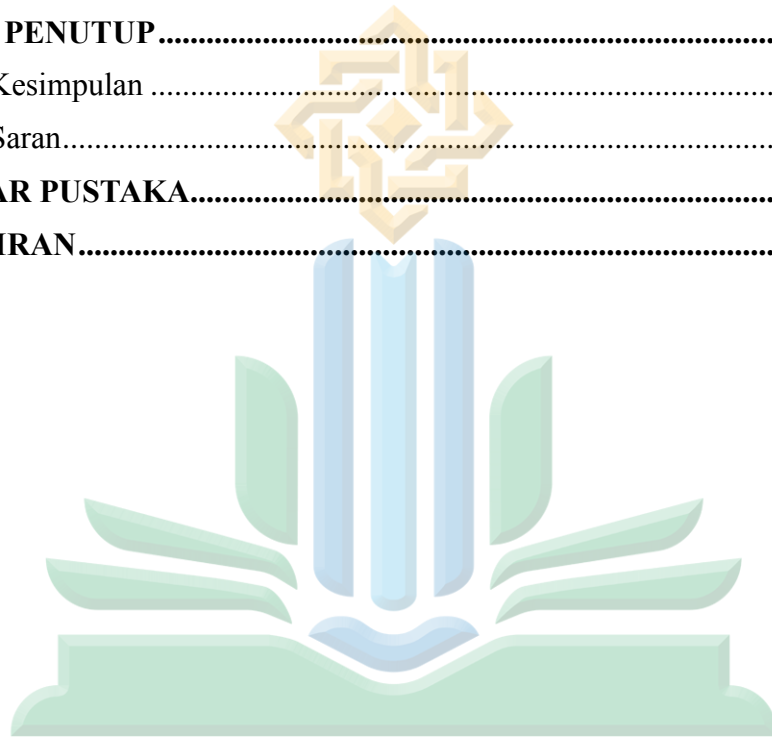 PENUTUP..........................................................................
Kesimpulan ..........................................................................
Saran..........................................................................
AR PUSTAKA..........................................................................
IRAN..........................................................................